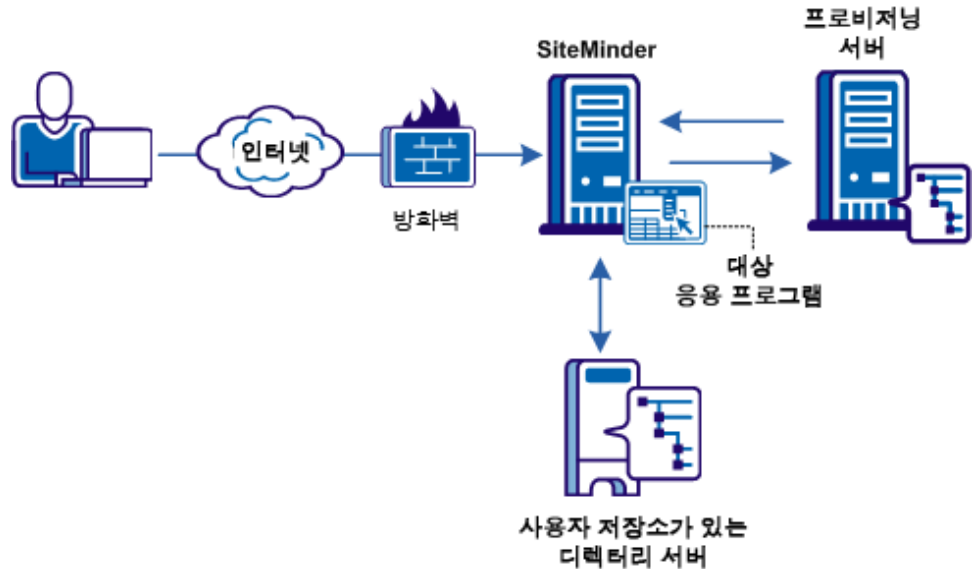 프로비저닝
서버
SiteMinder
인터넷
방화벽
대상
응용 프로그램
사용자 저장소가 있는
디렉터리 서버